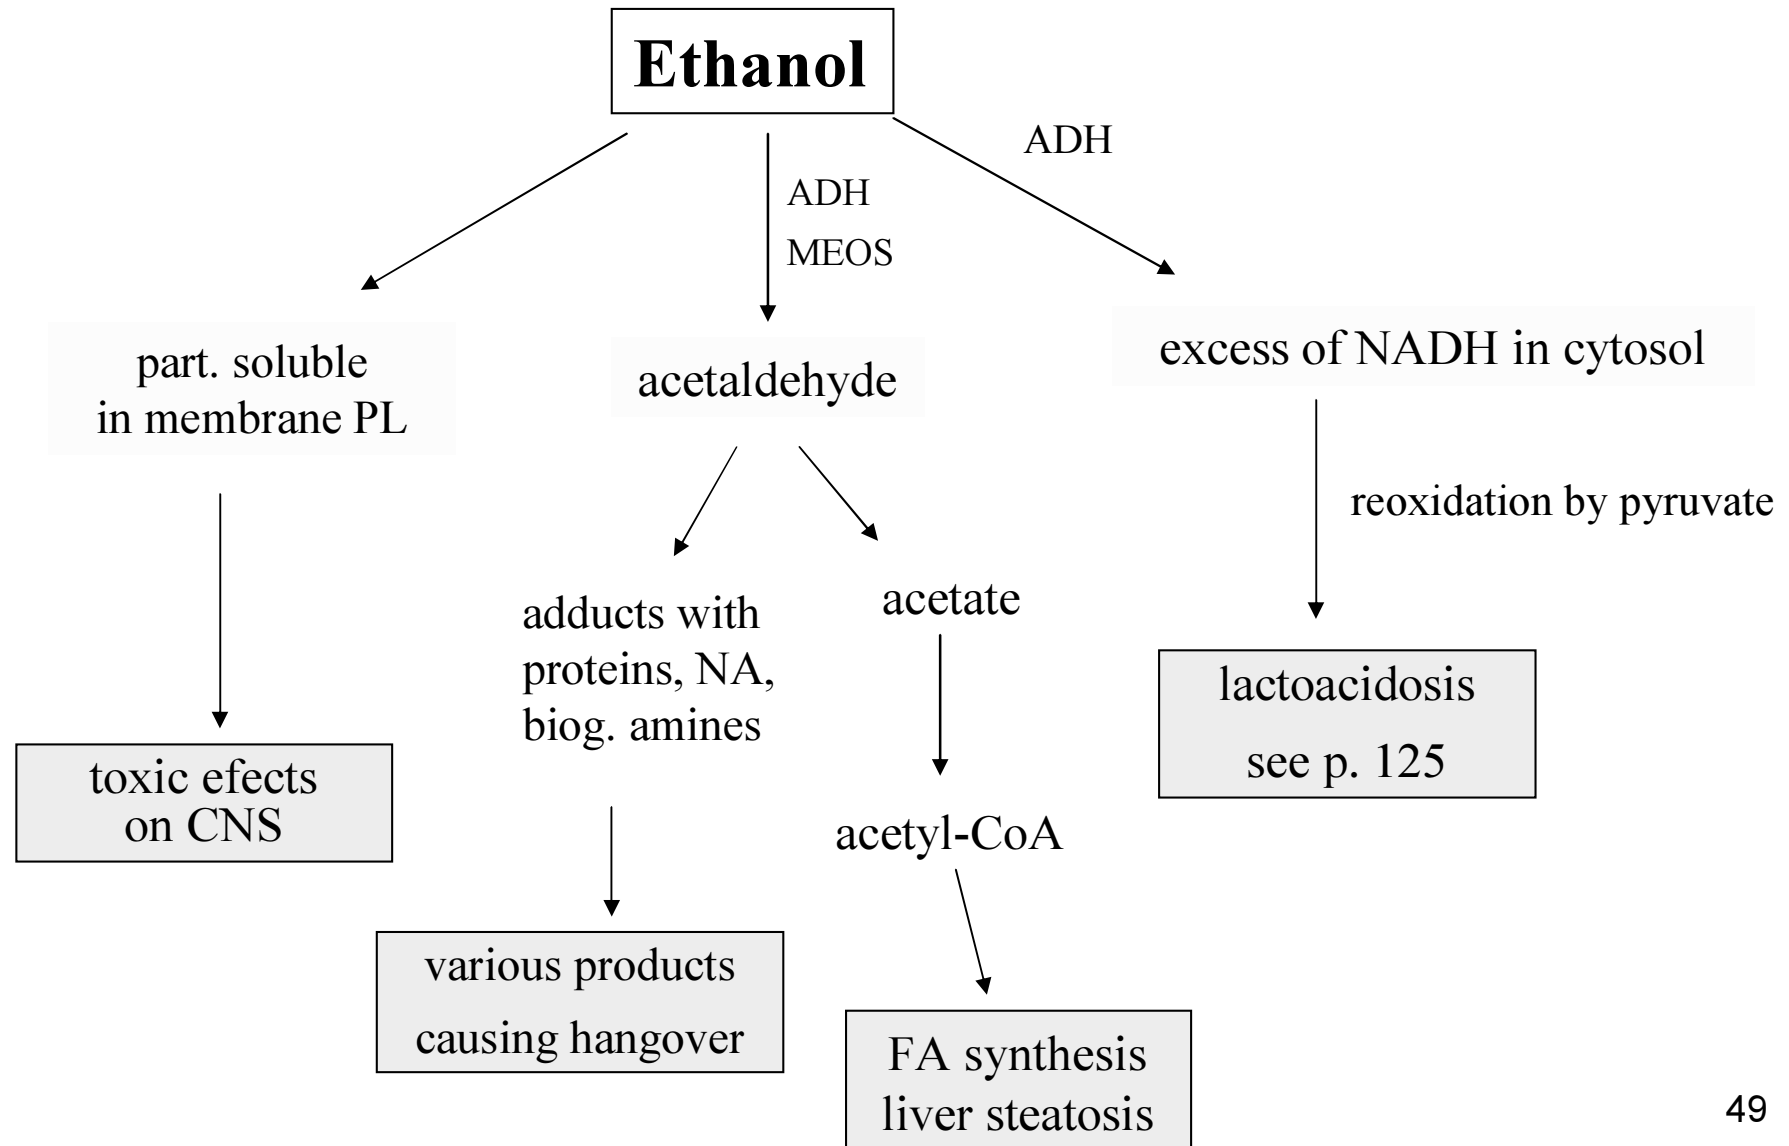 Ethanol
ADH
ADH
MEOS
part. soluble
in membrane PL
acetaldehyde
excess of NADH in cytosol
reoxidation by pyruvate
adducts with
proteins, NA,
biog. amines
acetate
lactoacidosis
see p. 125
toxic efects
on CNS
acetyl-CoA
various products
causing hangover
FA synthesis
liver steatosis
49